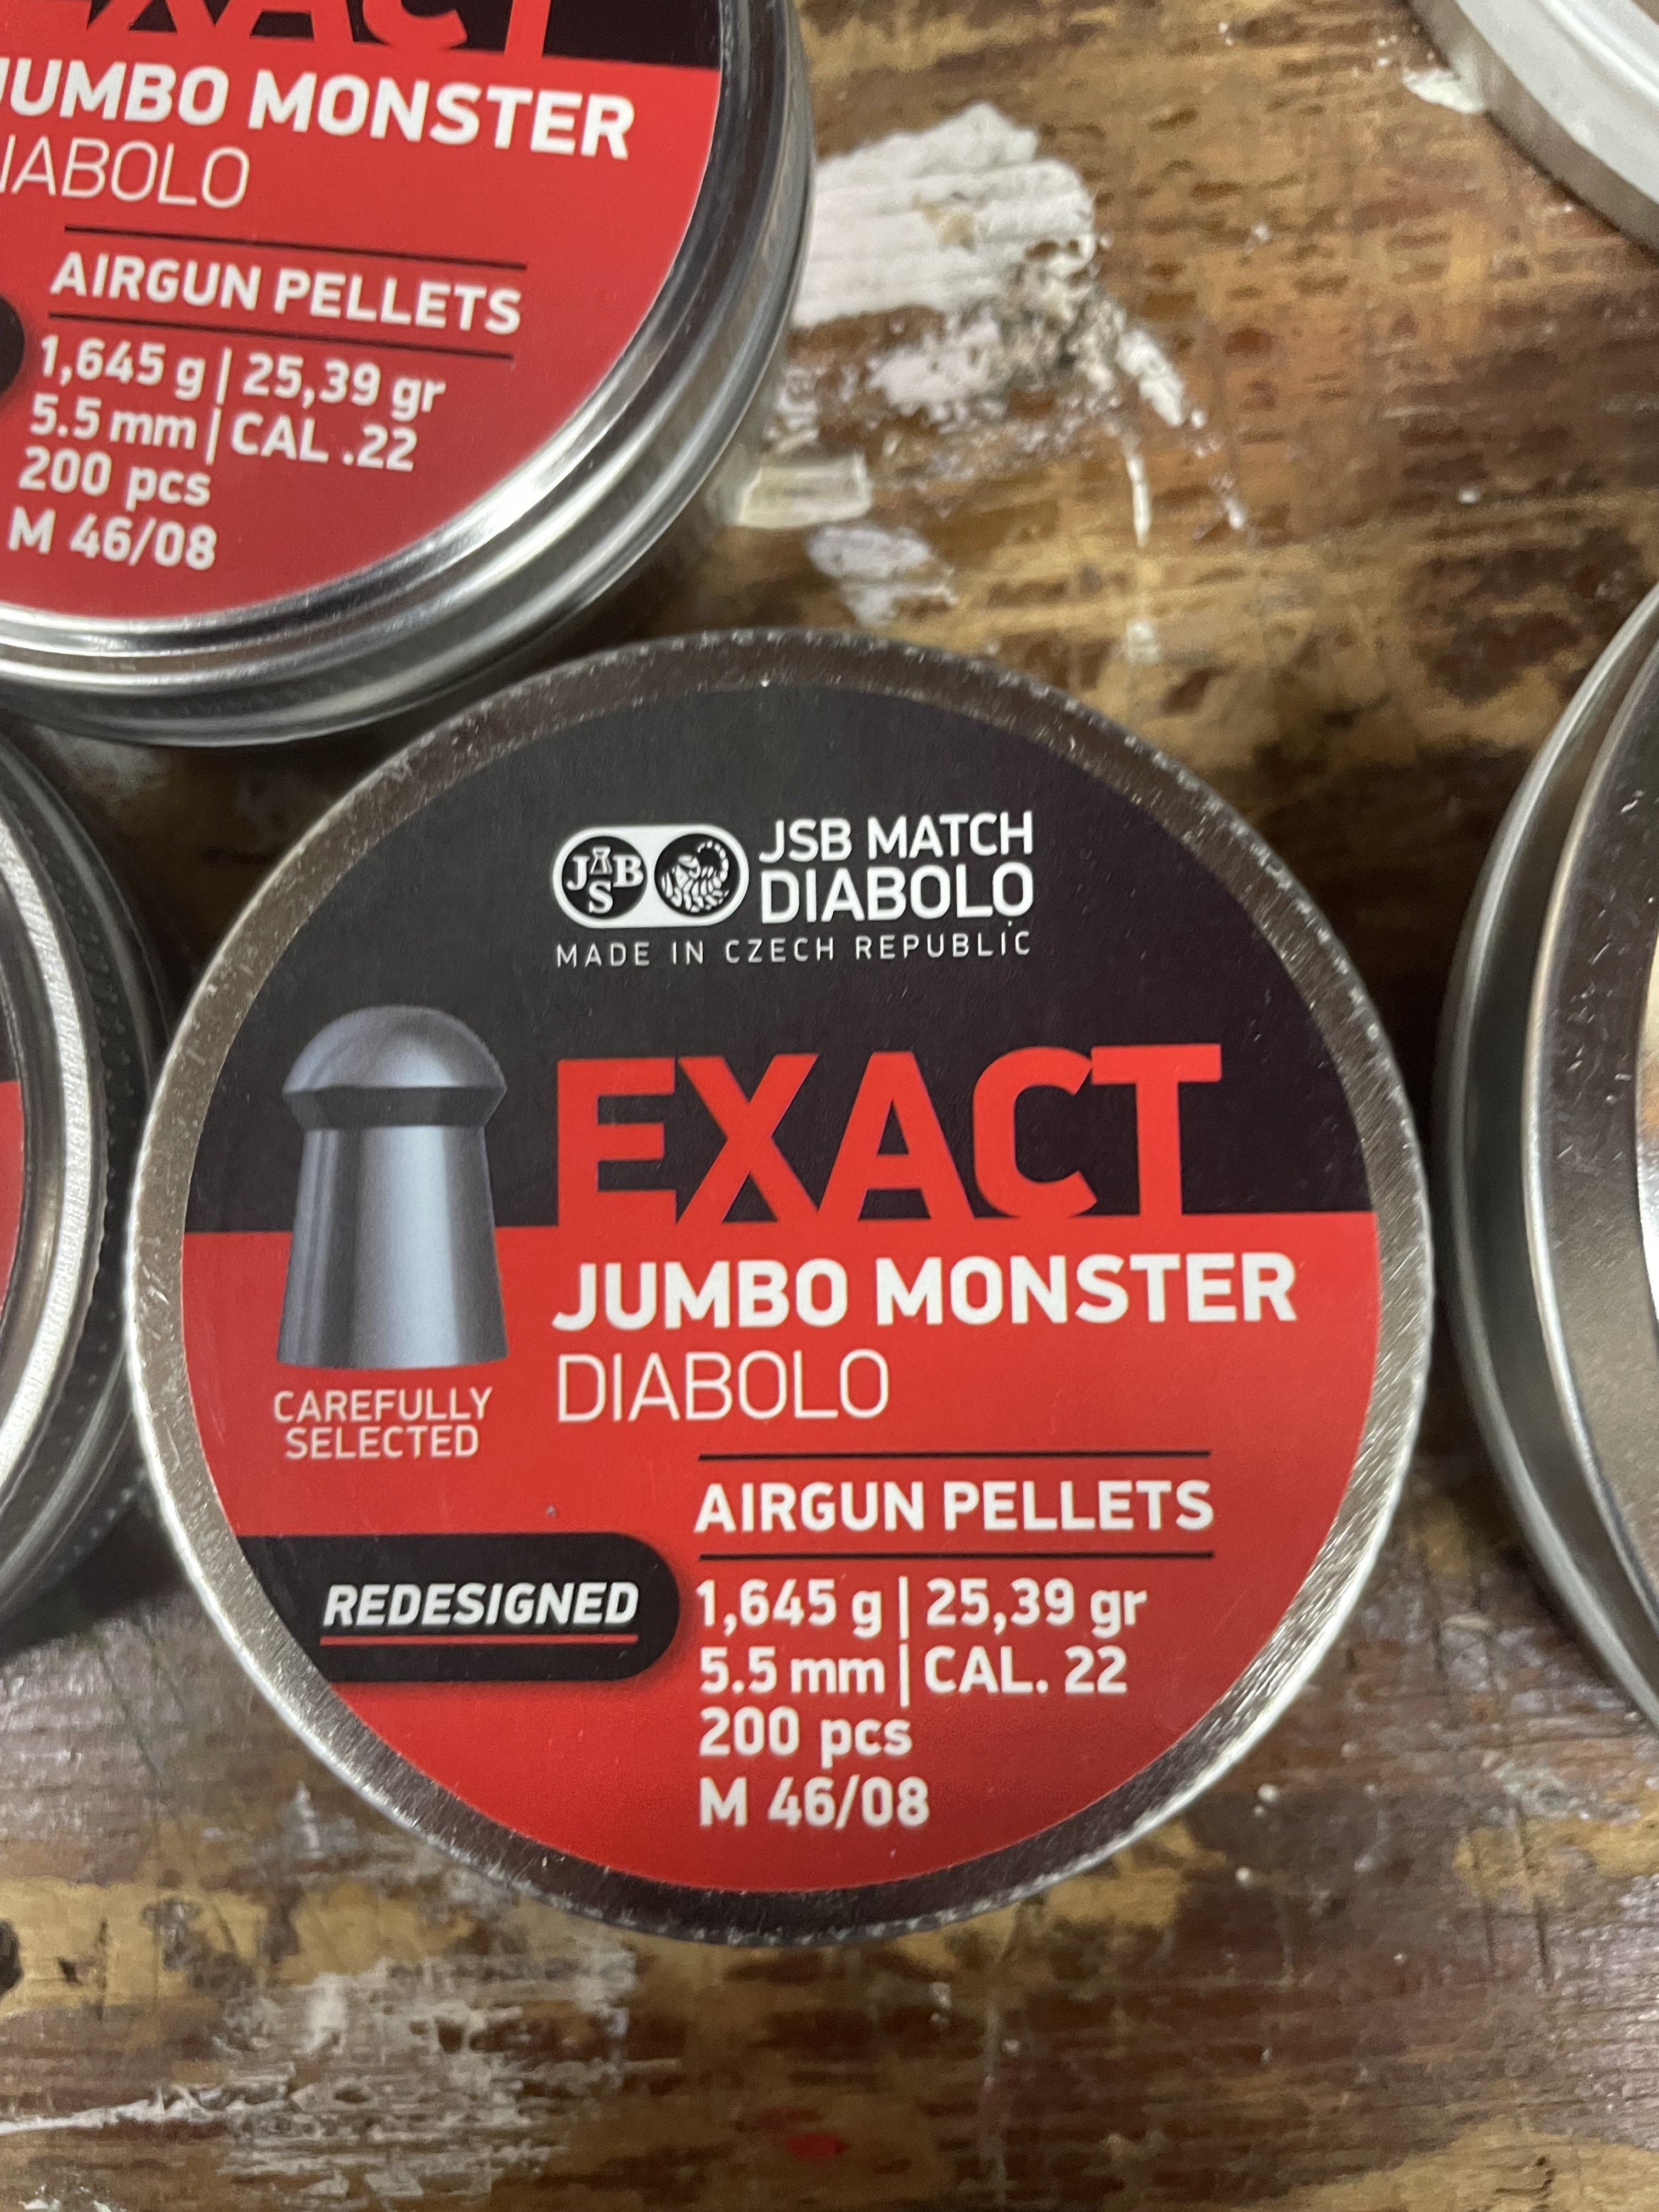 JUMBO MONSTER
DIABOLO
AIRGUN PELLETS
1,645 g | 25,39 gr
5.5 mm | CAL .22
200 pcs
M 46/08
JSB
JSB MATCH
DIABOLO
MADE IN CZECH REPUBLIC
EXACT
JUMBO MONSTER
DIABOLO
CAREFULLY
SELECTED
AIRGUN PELLETS
REDESIGNED
1,645 g | 25,39 gr
5.5 mm | CAL. 22
200 pcs
M 46/08